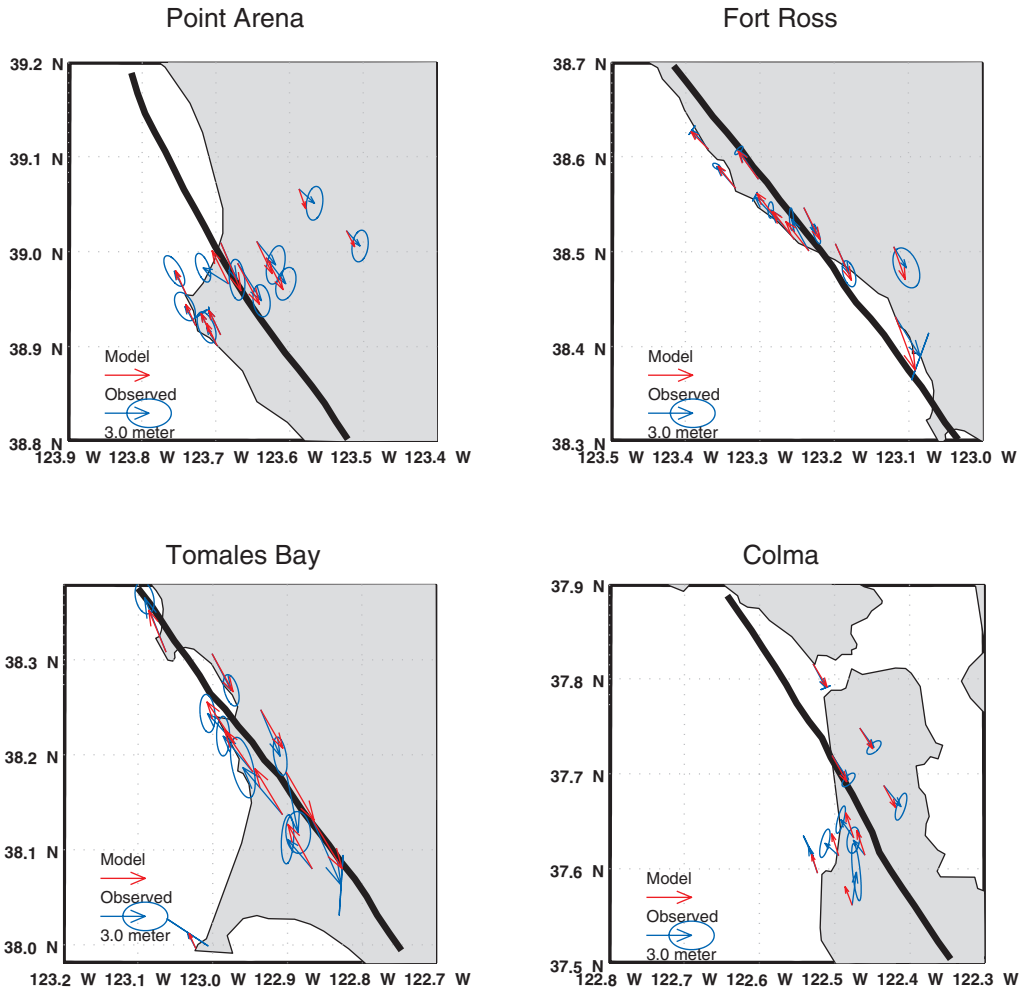 Point Arena
39.2 N
39.1 N
39.0 N
38.9 N
38.8 N
Model
Observed
3.0 meter
123.9 W 123.8 W 123.7 W 123.6 W 123.5 W 123.4 W
Fort Ross
38.7 N
38.6 N
38.5 N
38.4 N
38.3 N
Model
Observed
3.0 meter
123.5 W 123.4 W 123.3 W 123.2 W 123.1 W 123.0 W
Tomales Bay
38.3 N
38.2 N
38.1 N
38.0 N
Model
Observed
3.0 meter
123.2 W 123.1 W 123.0 W 122.9 W 122.8 W 122.7 W
Colma
37.9 N
37.8 N
37.7 N
37.6 N
37.5 N
Model
Observed
3.0 meter
122.8 W 122.7 W 122.6 W 122.5 W 122.4 W 122.3 W